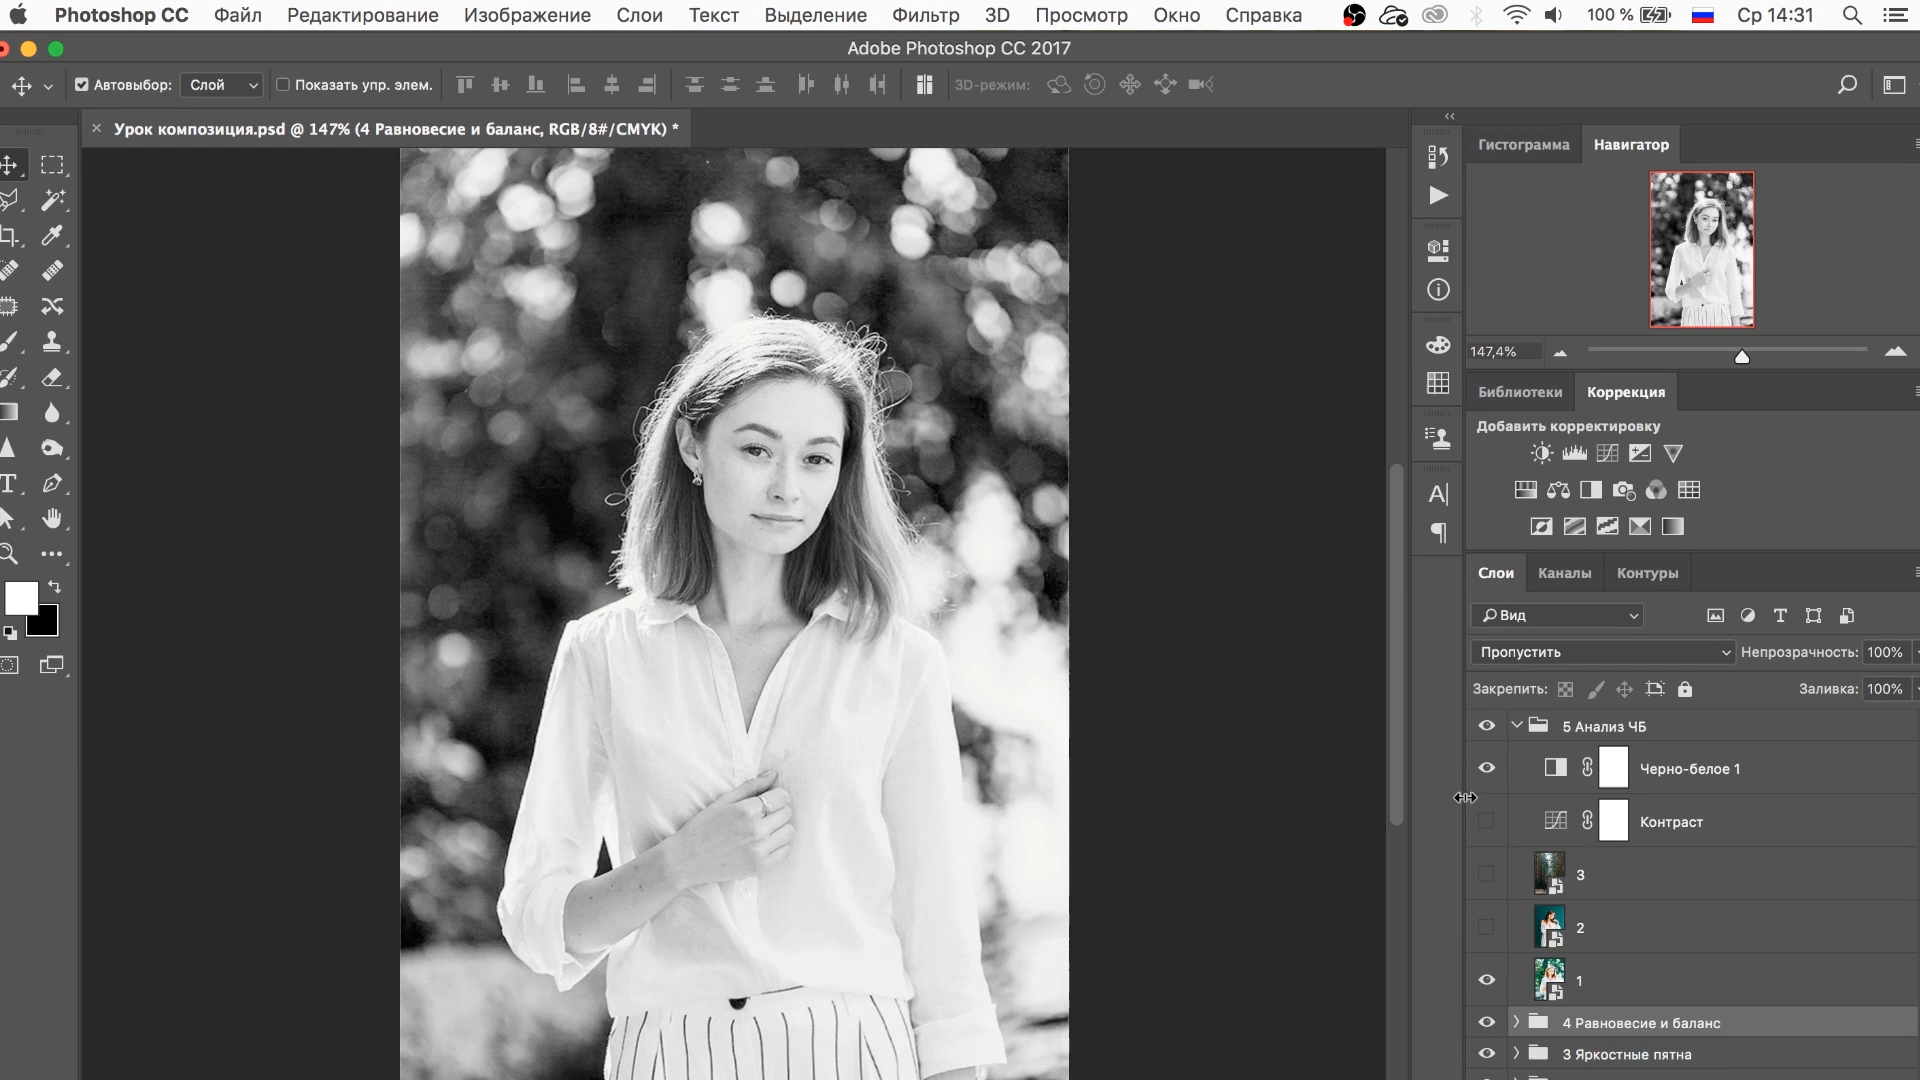 Photoshop CC Файл Редактирование Изображение Слои Текст Выделение Фильтр 3D Просмотр Окно Справка 100 % Ср 14:31
Adobe Photoshop CC 2017
Автовыбор: Слой Показать упр. элем. 3D-режим:
× Урок композиция.psd @ 147% (4 Равновесие и баланс, RGB/8#/CMYK) *
Гистограмма Навигатор
147,4%
Библиотеки Коррекция
Добавить корректировку
Слои Каналы Контуры
Вид
Пропустить Непрозрачность: 100%
Закрепить: Заливка: 100%
5 Анализ ЧБ
Черно-белое 1
Контраст
3
2
1
4 Равновесие и баланс
3 Яркостные пятна